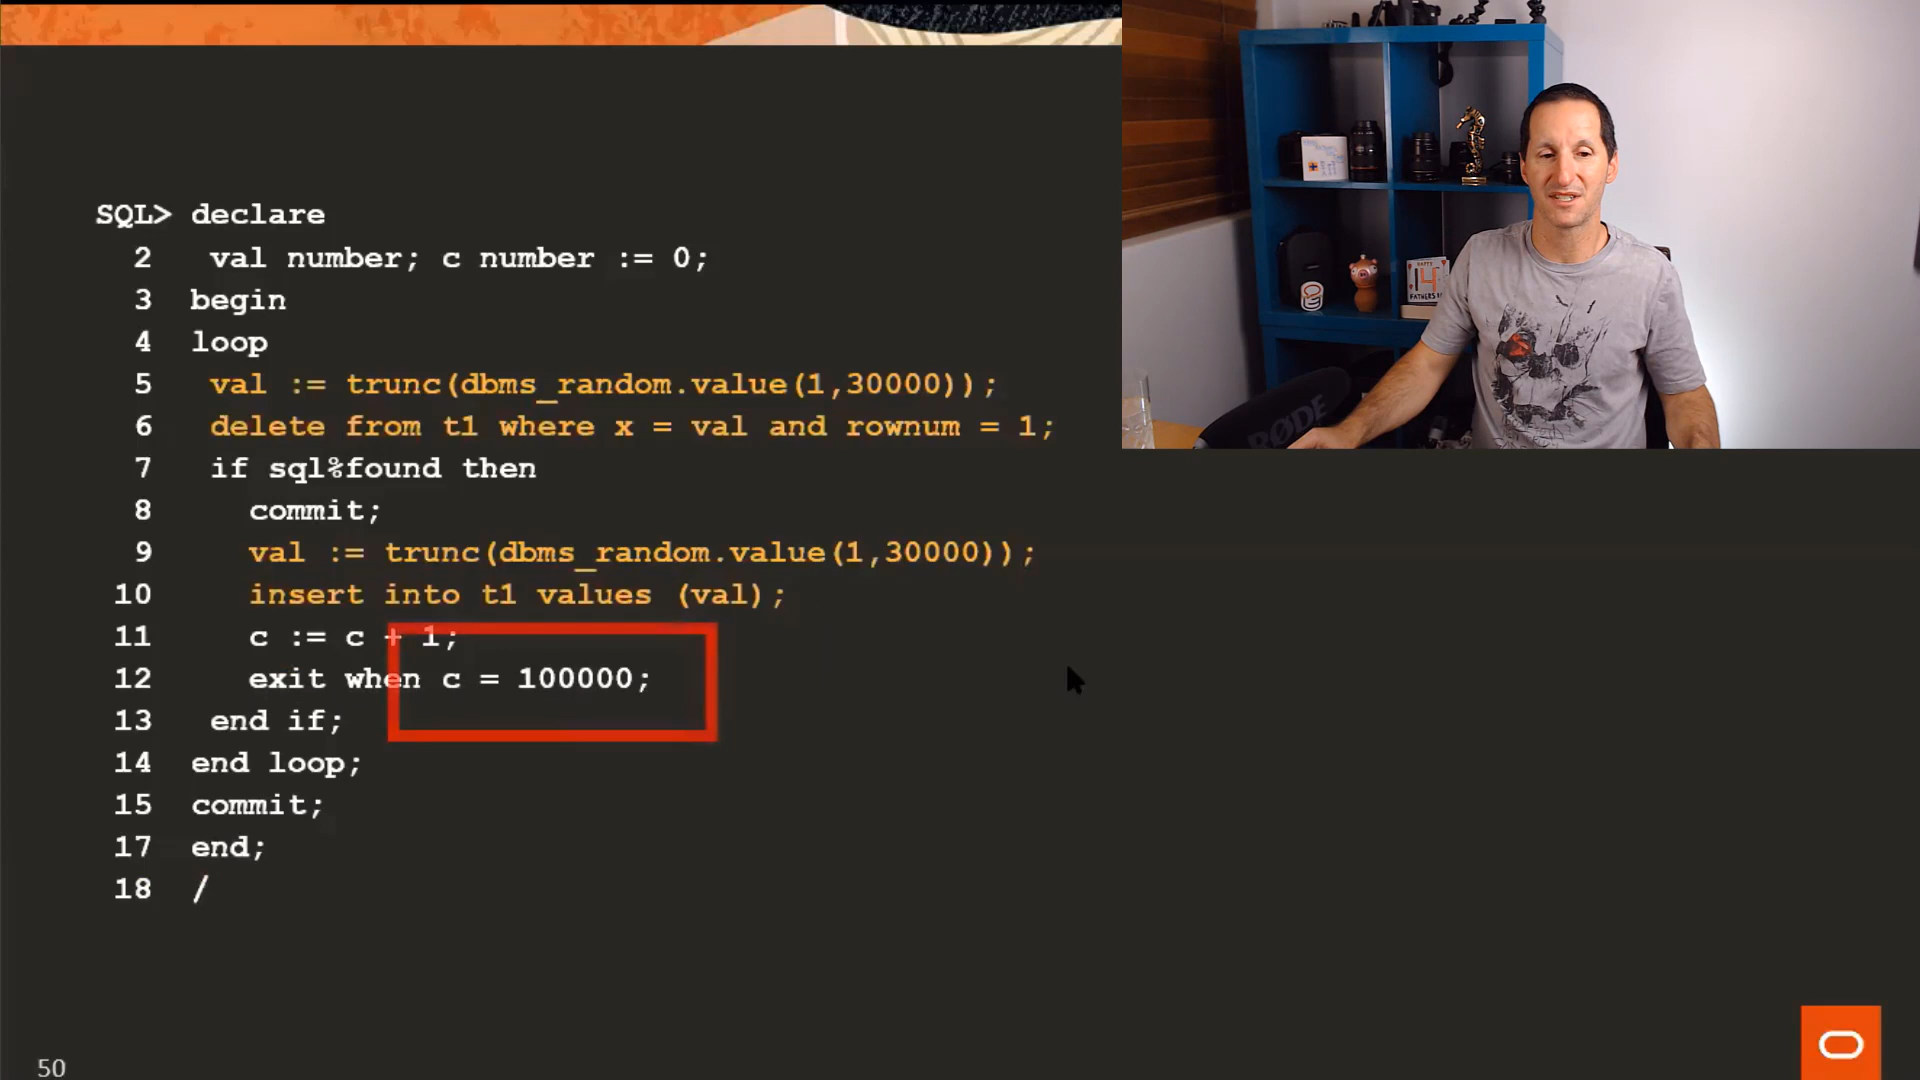 SQL> declare
2 val number; c number := 0;
3 begin
4 loop
5 val := trunc(dbms_random.value(1,30000));
6 delete from t1 where x = val and rownum = 1;
7 if sql%found then
8 commit;
9 val := trunc(dbms_random.value(1,30000));
10 insert into t1 values (val);
11 c := c + 1;
12 exit when c = 100000;
13 end if;
14 end loop;
15 commit;
17 end;
18 /
50
RØDE
14
FATHERS